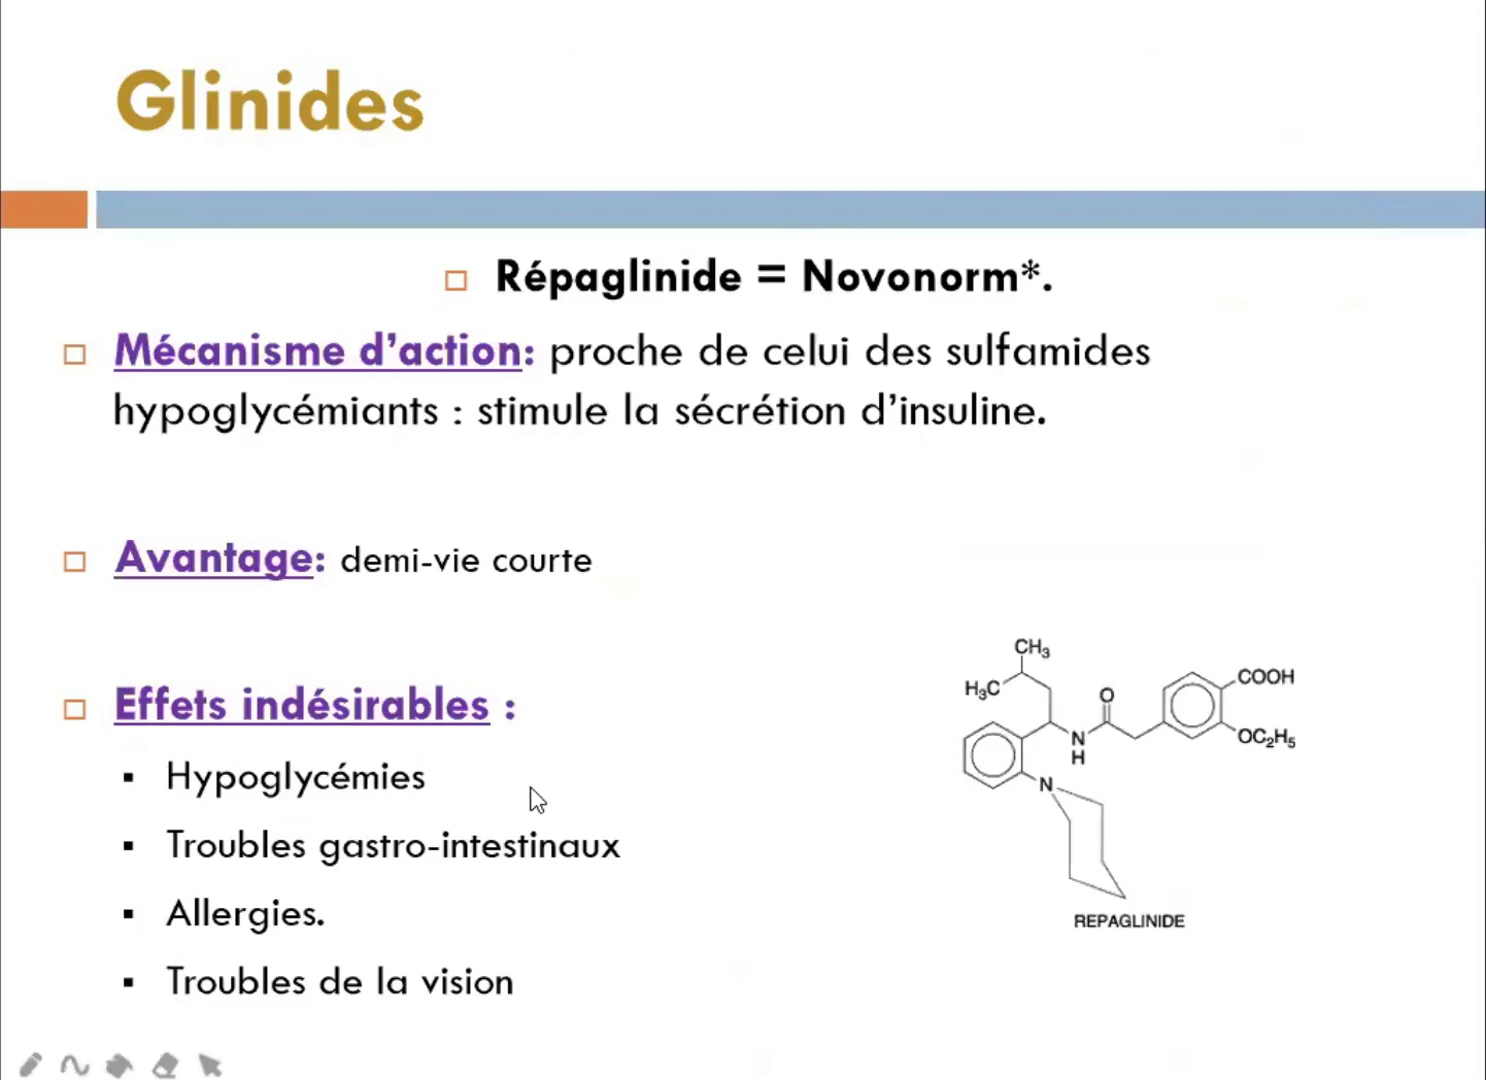 Glinides
Répaglinide = Novonorm*.
Mécanisme d'action: proche de celui des sulfamides
hypoglycémiants : stimule la sécrétion d'insuline.
Avantage: demi-vie courte
Effets indésirables :
Hypoglycémies
Troubles gastro-intestinaux
Allergies.
Troubles de la vision
CH₃
H₃C
O
N
H
COOH
OC₂H₅
N
REPAGLINIDE